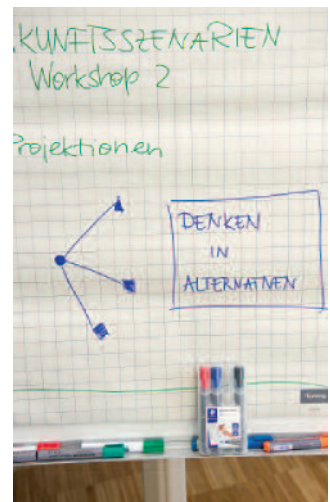 KUNFTSSZENARIEN
Workshop 2
Projektionen
DENKEN
IN
ALTERNATIVEN